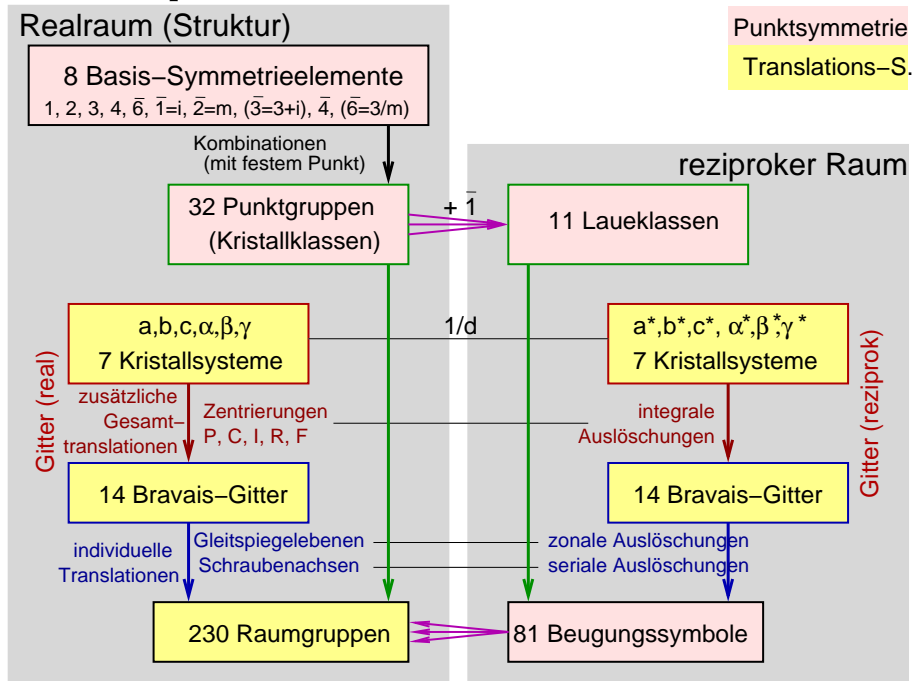 Realraum (Struktur)
Punktsymmetrie
Translations−S.
8 Basis−Symmetrieelemente
1, 2, 3, 4, 6̅, 1̅=i, 2̅=m, (3̅=3+i), 4̅, (6̅=3/m)
Kombinationen
(mit festem Punkt)
reziproker Raum
32 Punktgruppen
(Kristallklassen)
+ 1̅
11 Laueklassen
a,b,c,α,β,γ
7 Kristallsysteme
1/d
a*,b*,c*, α*,β*,γ*
7 Kristallsysteme
Gitter (real)
zusätzliche
Gesamt−
translationen
Zentrierungen
P, C, I, R, F
integrale
Auslöschungen
Gitter (reziprok)
14 Bravais−Gitter
14 Bravais−Gitter
individuelle
Translationen
Gleitspiegelebenen
Schraubenachsen
zonale Auslöschungen
seriale Auslöschungen
230 Raumgruppen
81 Beugungssymbole